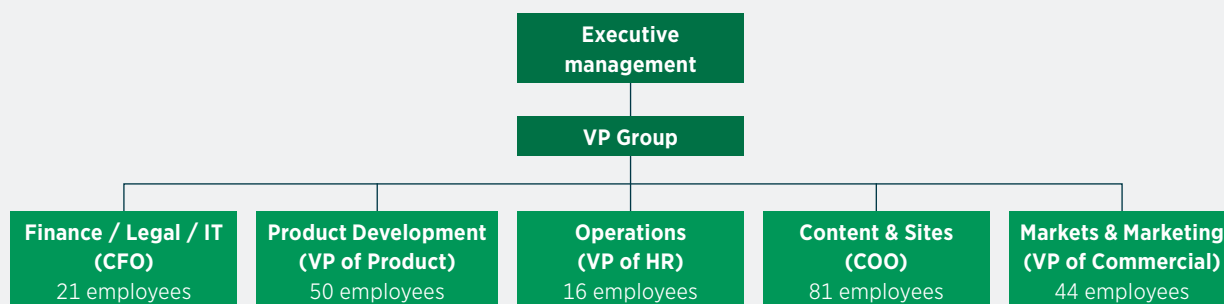 Executive
management
VP Group
Finance / Legal / IT
(CFO)
21 employees
Product Development
(VP of Product)
50 employees
Operations
(VP of HR)
16 employees
Content & Sites
(COO)
81 employees
Markets & Marketing
(VP of Commercial)
44 employees